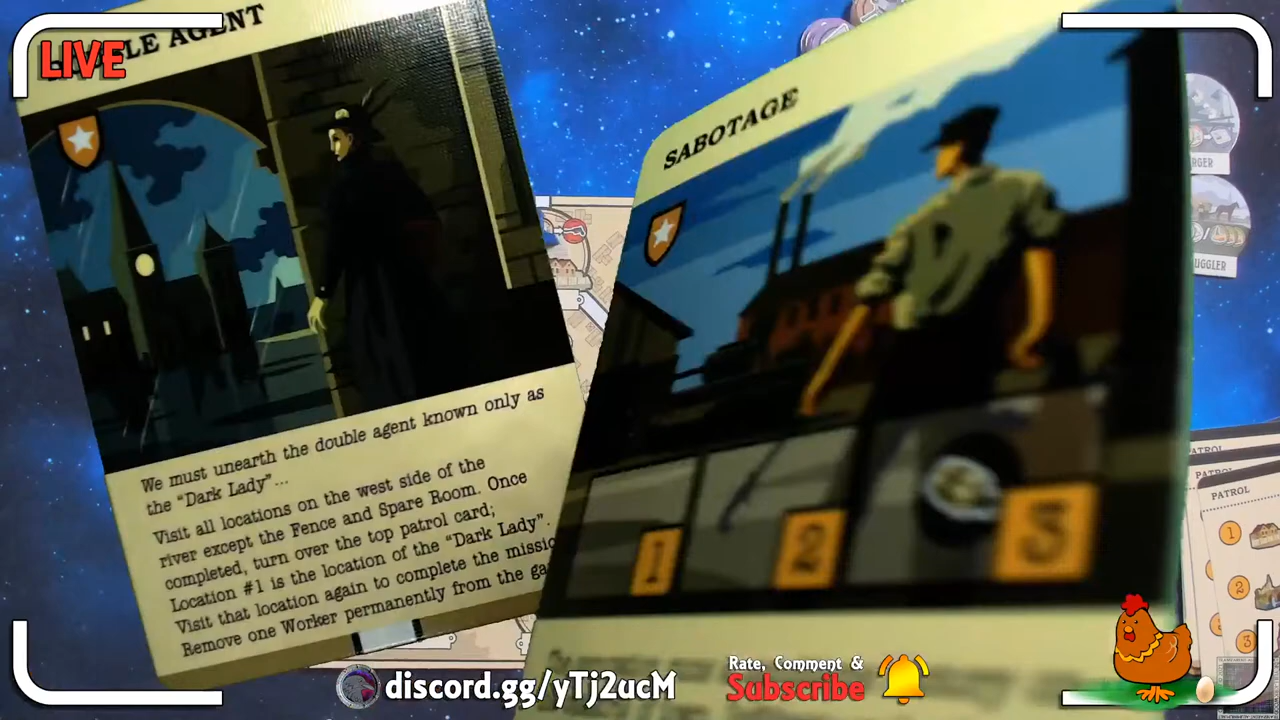 LIVE
LE AGENT
We must unearth the double agent known only as
the "Dark Lady"...
Visit all locations on the west side of the
river except the Fence and Spare Room. Once
completed, turn over the top patrol card;
Location #1 is the location of the "Dark Lady".
Visit that location again to complete the missio
Remove one Worker permanently from the ga
SABOTAGE
1
2
3
RGER
UGGLER
PATROL
PATROL
PATROL
1
2
3
discord.gg/yTj2ucM
Rate, Comment &
Subscribe